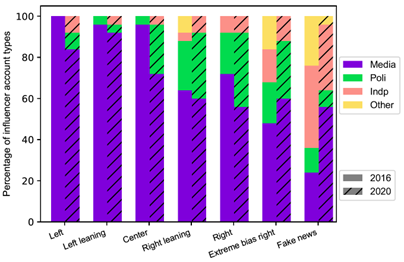 Percentage of influencer account types
100
80
60
40
20
0
Left
Left leaning
Center
Right leaning
Right
Extreme bias right
Fake news
Media
Poli
Indp
Other
2016
2020